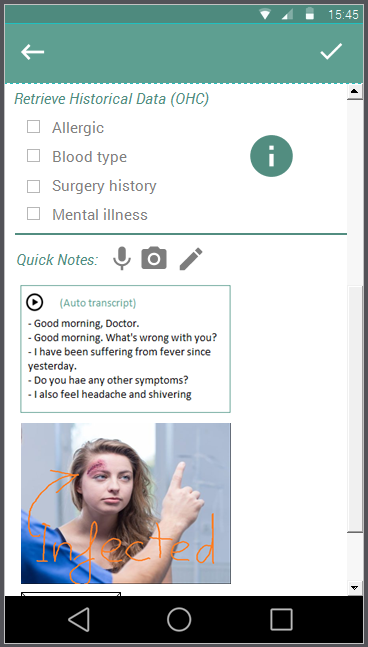 15:45
Retrieve Historical Data (OHC)
Allergic
Blood type
Surgery history
Mental illness
Quick Notes:
(Auto transcript)
- Good morning, Doctor.
- Good morning. What's wrong with you?
- I have been suffering from fever since
yesterday.
- Do you hae any other symptoms?
- I also feel headache and shivering
Infected